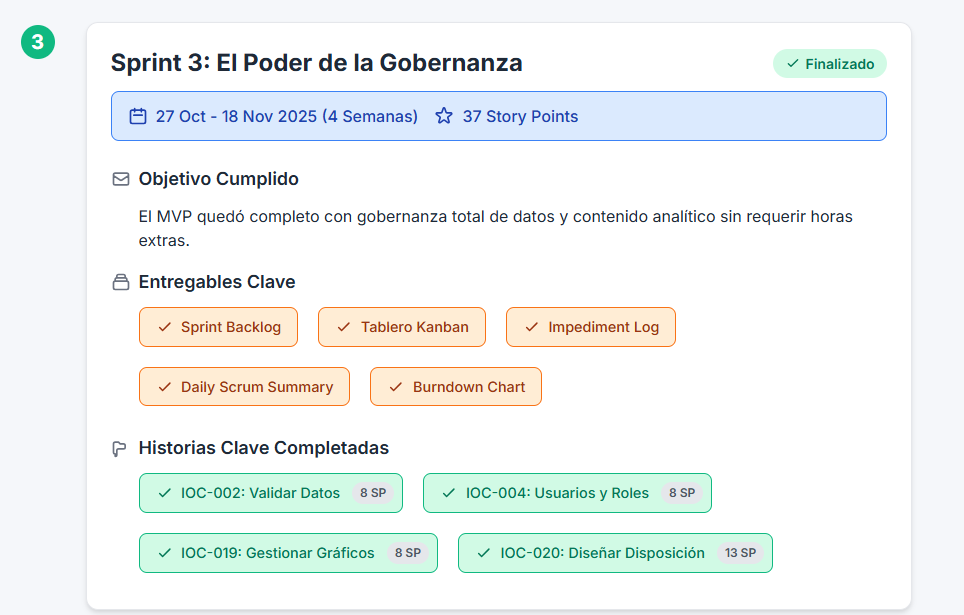 3
Sprint 3: El Poder de la Gobernanza
Finalizado
27 Oct - 18 Nov 2025 (4 Semanas) 37 Story Points
Objetivo Cumplido
El MVP quedó completo con gobernanza total de datos y contenido analítico sin requerir horas
extras.
Entregables Clave
Sprint Backlog Tablero Kanban Impediment Log
Daily Scrum Summary Burndown Chart
Historias Clave Completadas
IOC-002: Validar Datos 8 SP IOC-004: Usuarios y Roles 8 SP
IOC-019: Gestionar Gráficos 8 SP IOC-020: Diseñar Disposición 13 SP